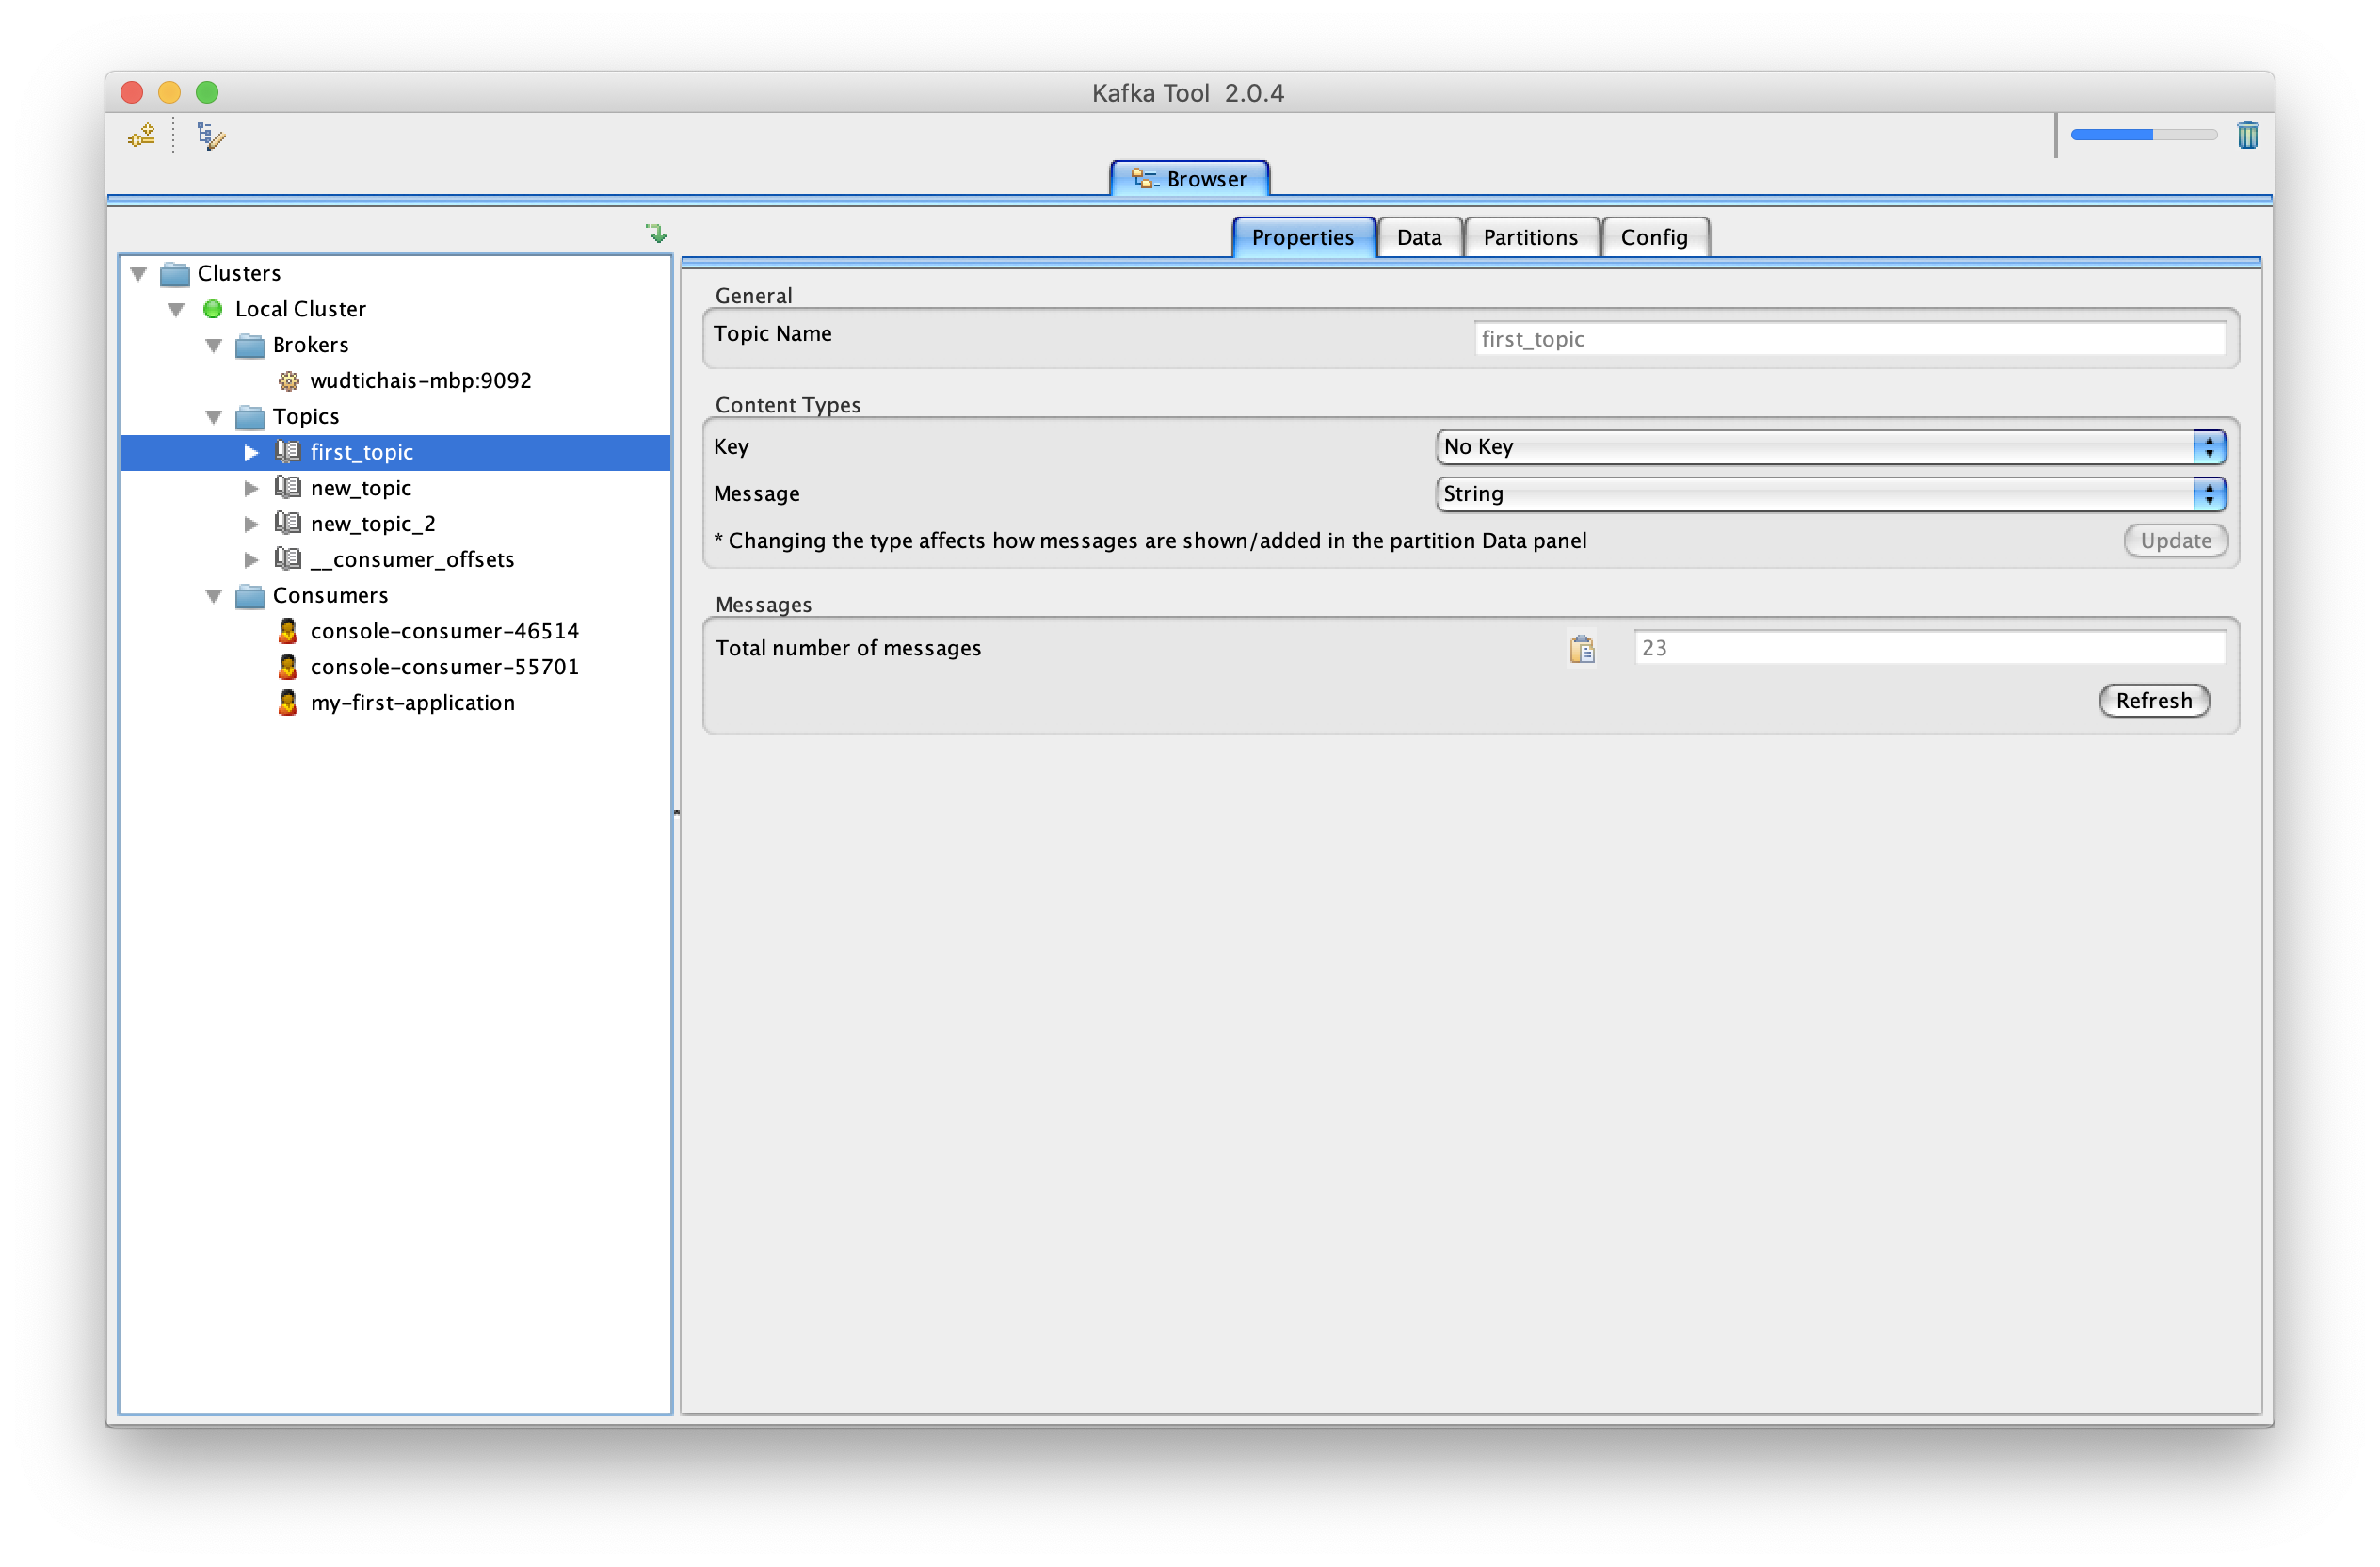 Kafka Tool 2.0.4
Browser
Properties
Data
Partitions
Config
Clusters
Local Cluster
Brokers
wudtichais-mbp:9092
Topics
first_topic
new_topic
new_topic_2
__consumer_offsets
Consumers
console-consumer-46514
console-consumer-55701
my-first-application
General
Topic Name
first_topic
Content Types
Key
No Key
Message
String
* Changing the type affects how messages are shown/added in the partition Data panel
Update
Messages
Total number of messages
23
Refresh